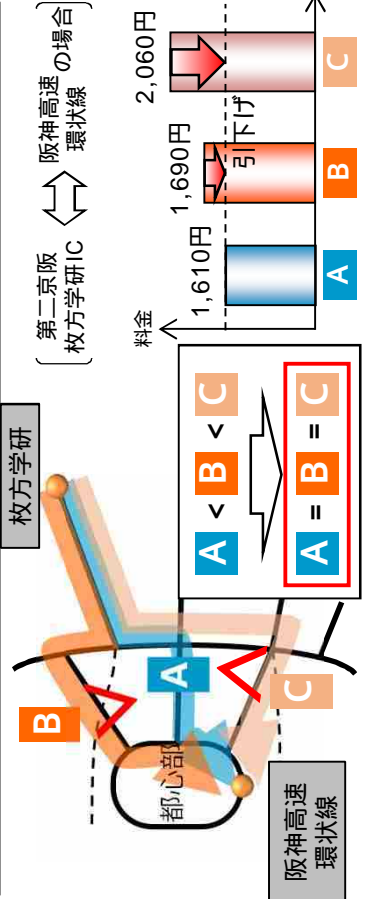 枚方学研
B
A
C
都心部
阪神高速
環状線
A < B < C
A = B = C
第二京阪
枚方学研IC
阪神高速
環状線
の場合
料金
1,610円
1,690円
2,060円
引下げ
A
B
C